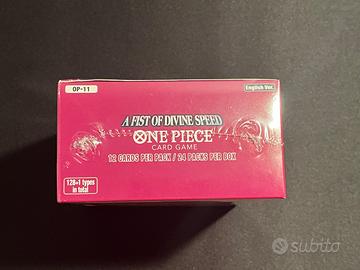 OP-11
English Ver.
A FIST OF DIVINE SPEED
ONE PIECE
CARD GAME
12 CARDS PER PACK / 24 PACKS PER BOX
128+1 types
in total
subito